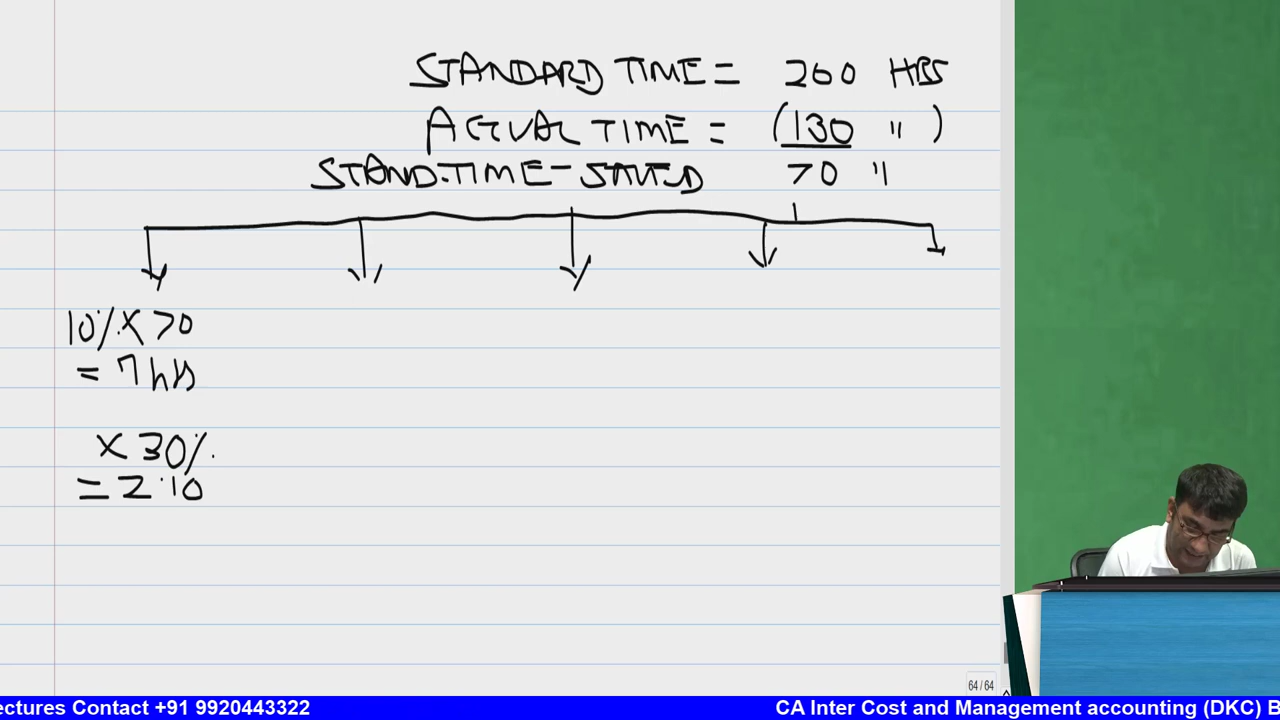 STANDARD TIME = 200 HRS
ACTUAL TIME = (130 " )
STAND.TIME-SAVED 70 "
10% X 70
= 7 hrs
X 30%
= 2.10
64/64
ectures Contact +91 9920443322 CA Inter Cost and Management accounting (DKC) B